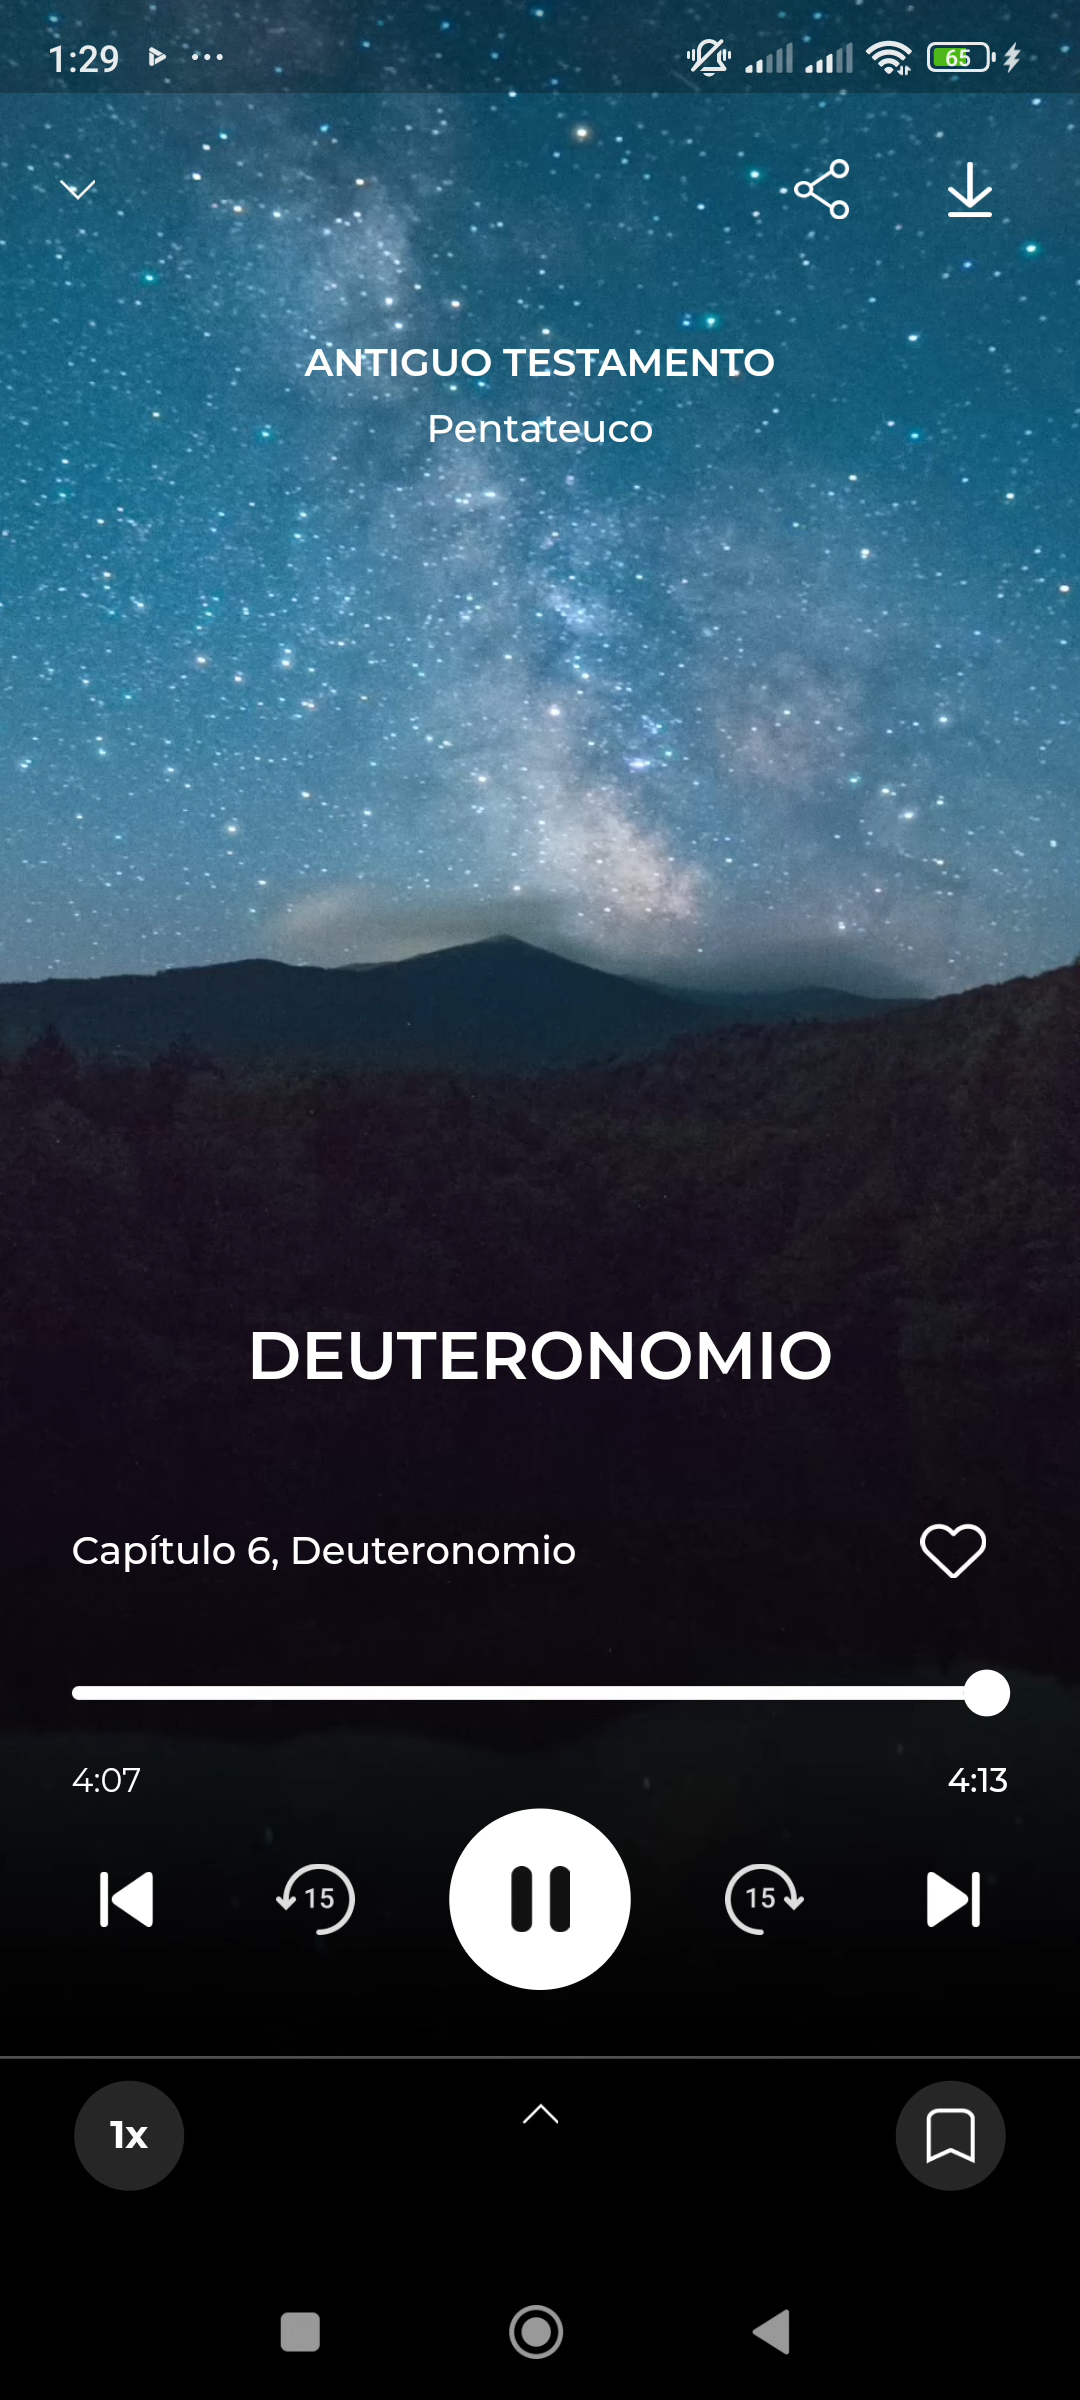 1:29
65
ANTIGUO TESTAMENTO
Pentateuco
DEUTERONOMIO
Capítulo 6, Deuteronomio
4:07 4:13
15 15
1x